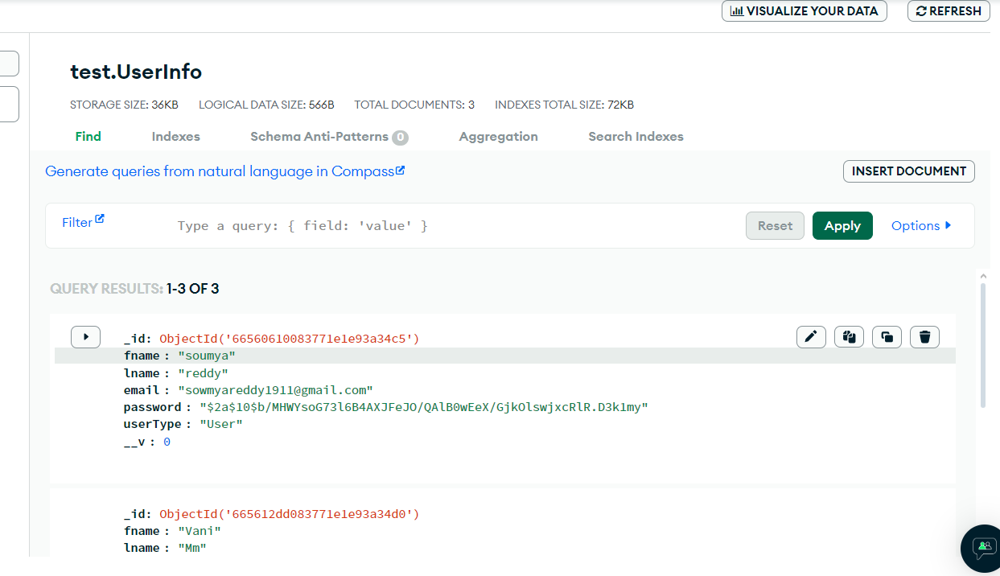 VISUALIZE YOUR DATA REFRESH
test.UserInfo
STORAGE SIZE: 36KB LOGICAL DATA SIZE: 566B TOTAL DOCUMENTS: 3 INDEXES TOTAL SIZE: 72KB
Find Indexes Schema Anti-Patterns 0 Aggregation Search Indexes
Generate queries from natural language in Compass
INSERT DOCUMENT
Filter Type a query: { field: 'value' } Reset Apply Options
QUERY RESULTS: 1-3 OF 3
_id: ObjectId('66560610083771e1e93a34c5')
fname : "soumya"
lname : "reddy"
email : "sowmyareddy1911@gmail.com"
password : "$2a$10$b/MHWYsoG73l6B4AXJFeJO/QAlB0wEeX/GjkOlswjxcRlR.D3k1my"
userType : "User"
__v : 0
_id: ObjectId('665612dd083771e1e93a34d0')
fname : "Vani"
lname : "Mm"